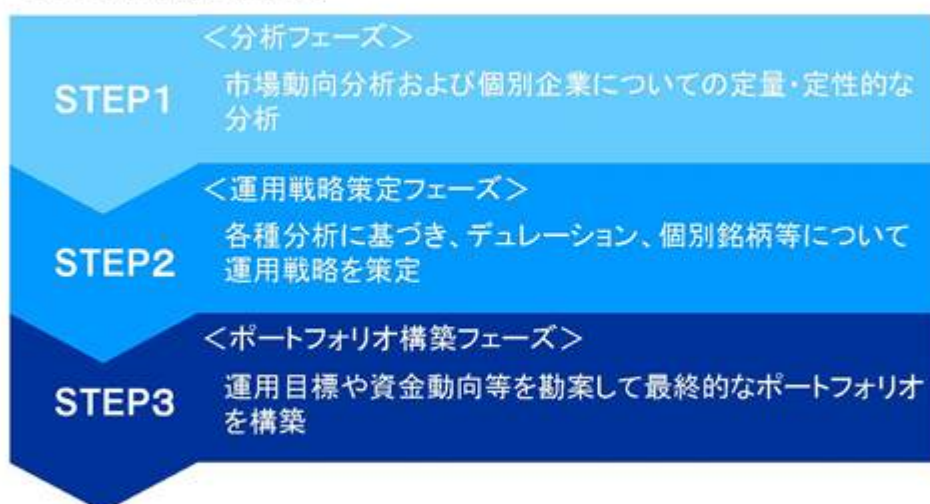 ＜分析フェーズ＞
STEP1
市場動向分析および個別企業についての定量・定性的な
分析
＜運用戦略策定フェーズ＞
STEP2
各種分析に基づき、デュレーション、個別銘柄等について
運用戦略を策定
＜ポートフォリオ構築フェーズ＞
STEP3
運用目標や資金動向等を勘案して最終的なポートフォリオ
を構築